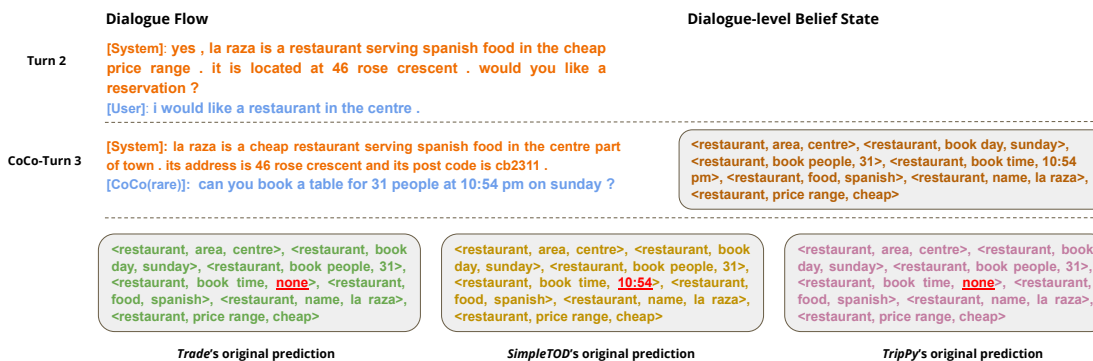 Dialogue Flow
Dialogue-level Belief State
Turn 2
[System]: yes , la raza is a restaurant serving spanish food in the cheap
price range . it is located at 46 rose crescent . would you like a
reservation ?
[User]: i would like a restaurant in the centre .
CoCo-Turn 3
[System]: la raza is a cheap restaurant serving spanish food in the centre part
of town . its address is 46 rose crescent and its post code is cb2311 .
[CoCo(rare)]: can you book a table for 31 people at 10:54 pm on sunday ?
<restaurant, area, centre>, <restaurant, book day, sunday>,
<restaurant, book people, 31>, <restaurant, book time, 10:54
pm>, <restaurant, food, spanish>, <restaurant, name, la raza>,
<restaurant, price range, cheap>
<restaurant, area, centre>, <restaurant, book
day, sunday>, <restaurant, book people, 31>,
<restaurant, book time, none>, <restaurant,
food, spanish>, <restaurant, name, la raza>,
<restaurant, price range, cheap>
Trade's original prediction
<restaurant, area, centre>, <restaurant, book
day, sunday>, <restaurant, book people, 31>,
<restaurant, book time, 10:54>, <restaurant,
food, spanish>, <restaurant, name, la raza>,
<restaurant, price range, cheap>
SimpleTOD's original prediction
<restaurant, area, centre>, <restaurant, book
day, sunday>, <restaurant, book people, 31>,
<restaurant, book time, none>, <restaurant,
food, spanish>, <restaurant, name, la raza>,
<restaurant, price range, cheap>
TripPy's original prediction